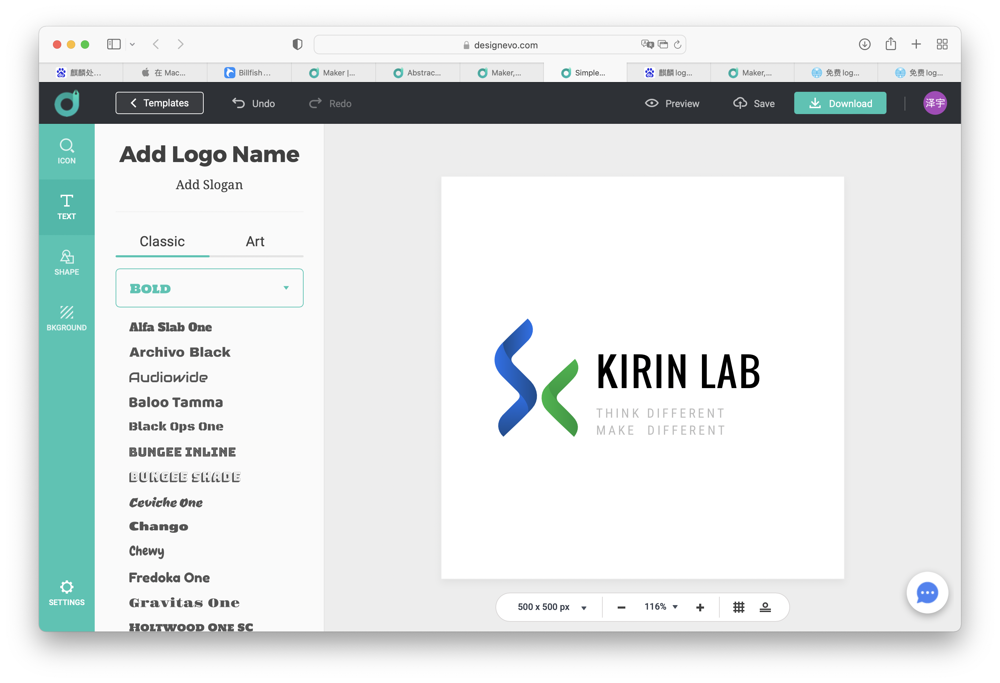 designevo.com
麒麟处...
在 Mac...
Billfish ...
Maker |...
Abstrac...
Maker,...
Simple...
麒麟 log...
Maker,...
免费 log...
免费 log...
Templates
Undo
Redo
Preview
Save
Download
泽宇
ICON
TEXT
SHAPE
BKGROUND
SETTINGS
Add Logo Name
Add Slogan
Classic
Art
BOLD
Alfa Slab One
Archivo Black
Audiowide
Baloo Tamma
Black Ops One
BUNGEE INLINE
BUNGEE SHADE
Ceviche One
Chango
Chewy
Fredoka One
Gravitas One
HOLTWOOD ONE SC
KIRIN LAB
THINK DIFFERENT
MAKE DIFFERENT
500 x 500 px
116%